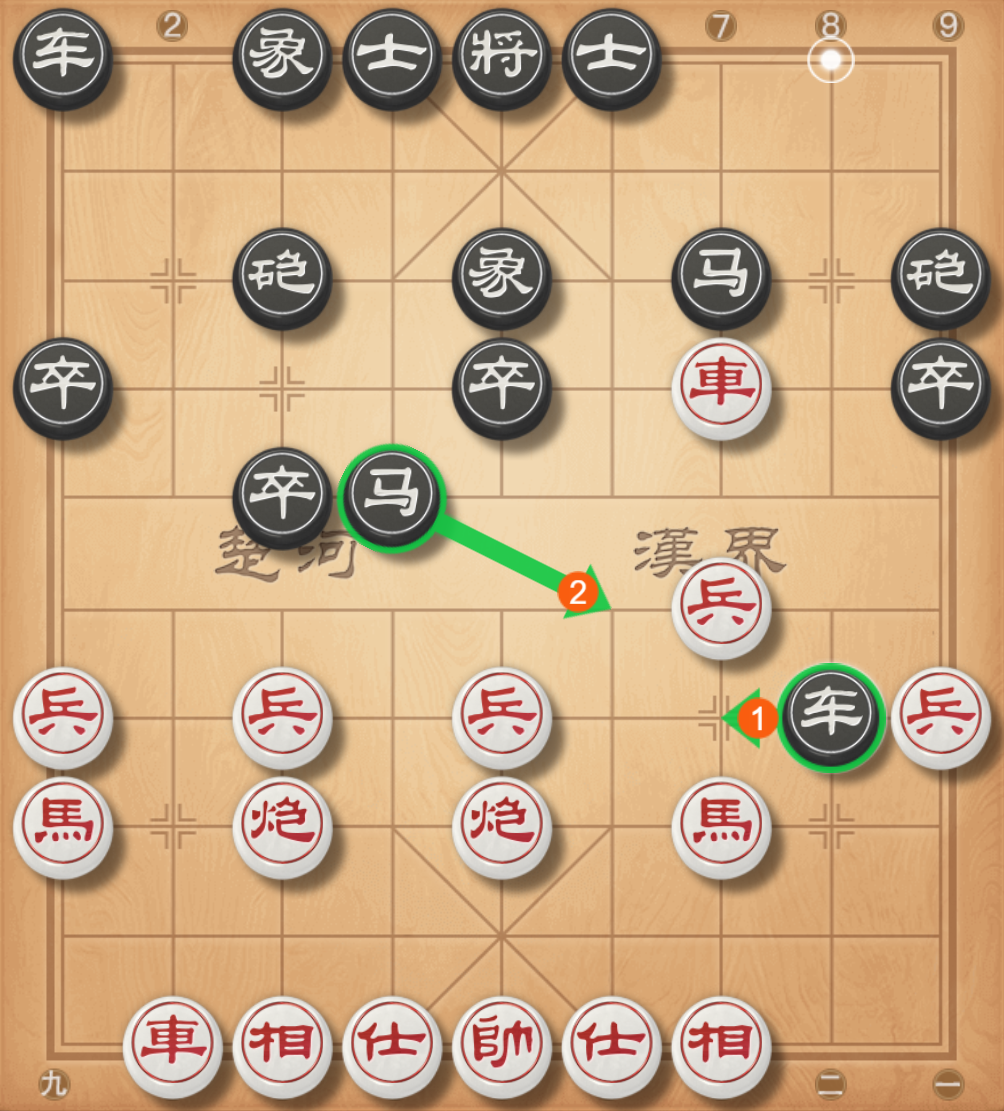 2 7 8 9
车 象 士 将 士
砲 象 马 砲
卒 卒 車 卒
卒 马
楚河 漢界
2 兵
兵 兵 兵 1 车 兵
馬 炮 炮 馬
車 相 仕 帥 仕 相
九 二 一